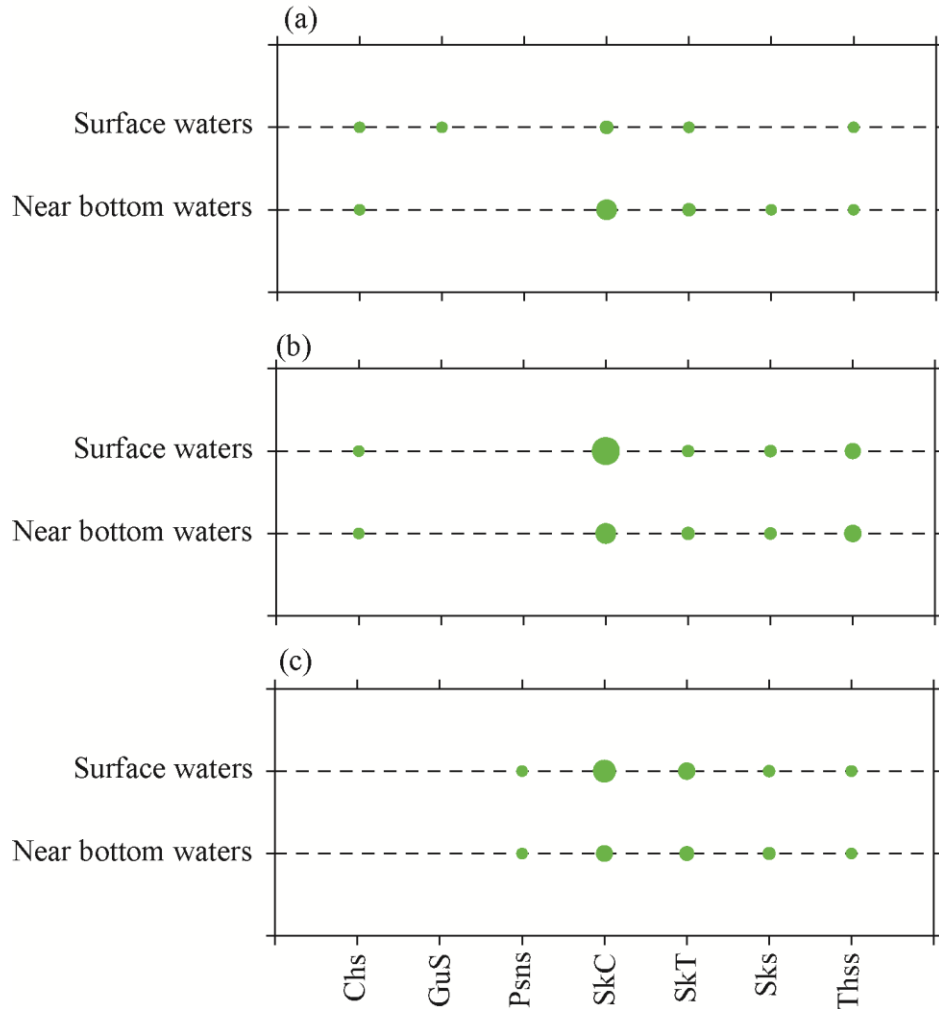 (a)
Surface waters
Near bottom waters
(b)
Surface waters
Near bottom waters
(c)
Surface waters
Near bottom waters
Chs
GuS
Psns
SkC
SkT
Sks
Thss